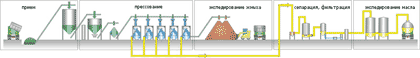 прием
прессование
экспедирование жмыха
сепарация, фильтрация
экспедирование масла